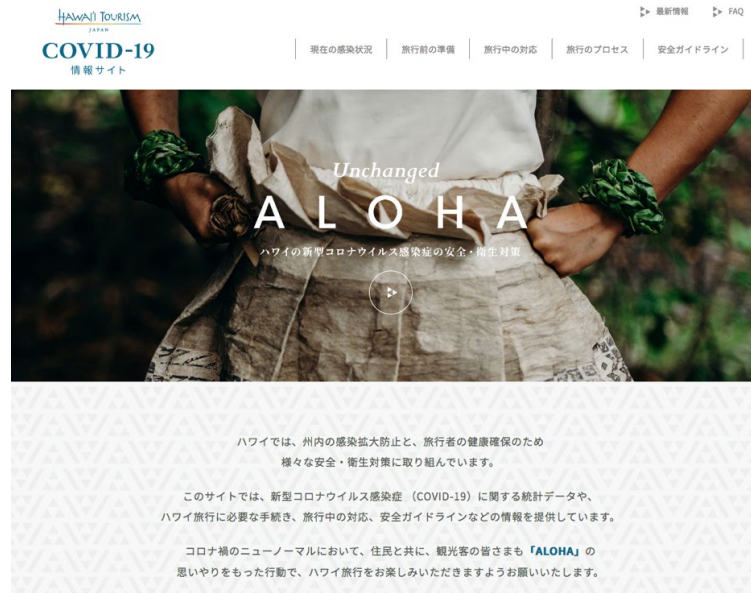 HAWAIʻI TOURISM
JAPAN
COVID-19
情報サイト
最新情報
FAQ
現在の感染状況
旅行前の準備
旅行中の対応
旅行のプロセス
安全ガイドライン
Unchanged
ALOHA
ハワイの新型コロナウイルス感染症の安全・衛生対策
ハワイでは、州内の感染拡大防止と、旅行者の健康確保のため
様々な安全・衛生対策に取り組んでいます。
このサイトでは、新型コロナウイルス感染症 （COVID-19）に関する統計データや、
ハワイ旅行に必要な手続き、旅行中の対応、安全ガイドラインなどの情報を提供しています。
コロナ禍のニューノーマルにおいて、住民と共に、観光客の皆さまも「ALOHA」の
思いやりをもった行動で、ハワイ旅行をお楽しみいただきますようお願いいたします。